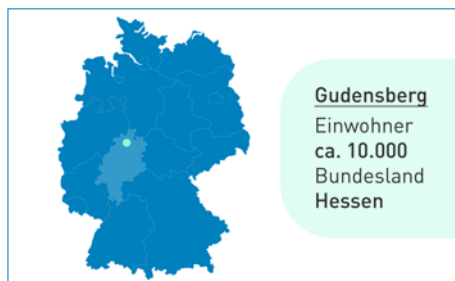 Gudensberg
Einwohner
ca. 10.000
Bundesland
Hessen